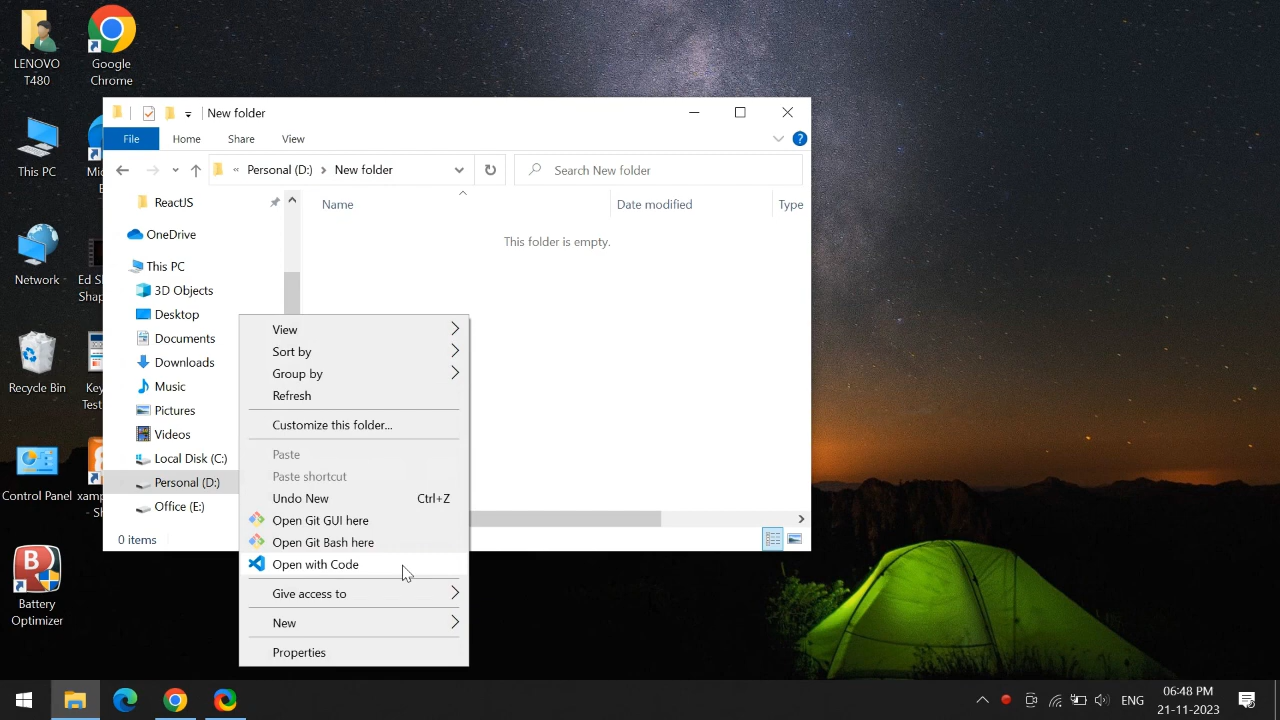 LENOVO
T480
Google
Chrome
This PC
Network
Recycle Bin
Control Panel
Battery
Optimizer
New folder
File
Home
Share
View
?
« Personal (D:) > New folder
Search New folder
Name
Date modified
Type
This folder is empty.
ReactJS
OneDrive
This PC
3D Objects
Desktop
Documents
Downloads
Music
Pictures
Videos
Local Disk (C:)
Personal (D:)
Office (E:)
0 items
View
Sort by
Group by
Refresh
Customize this folder...
Paste
Paste shortcut
Undo New Ctrl+Z
Open Git GUI here
Open Git Bash here
Open with Code
Give access to
New
Properties
ENG
06:48 PM
21-11-2023